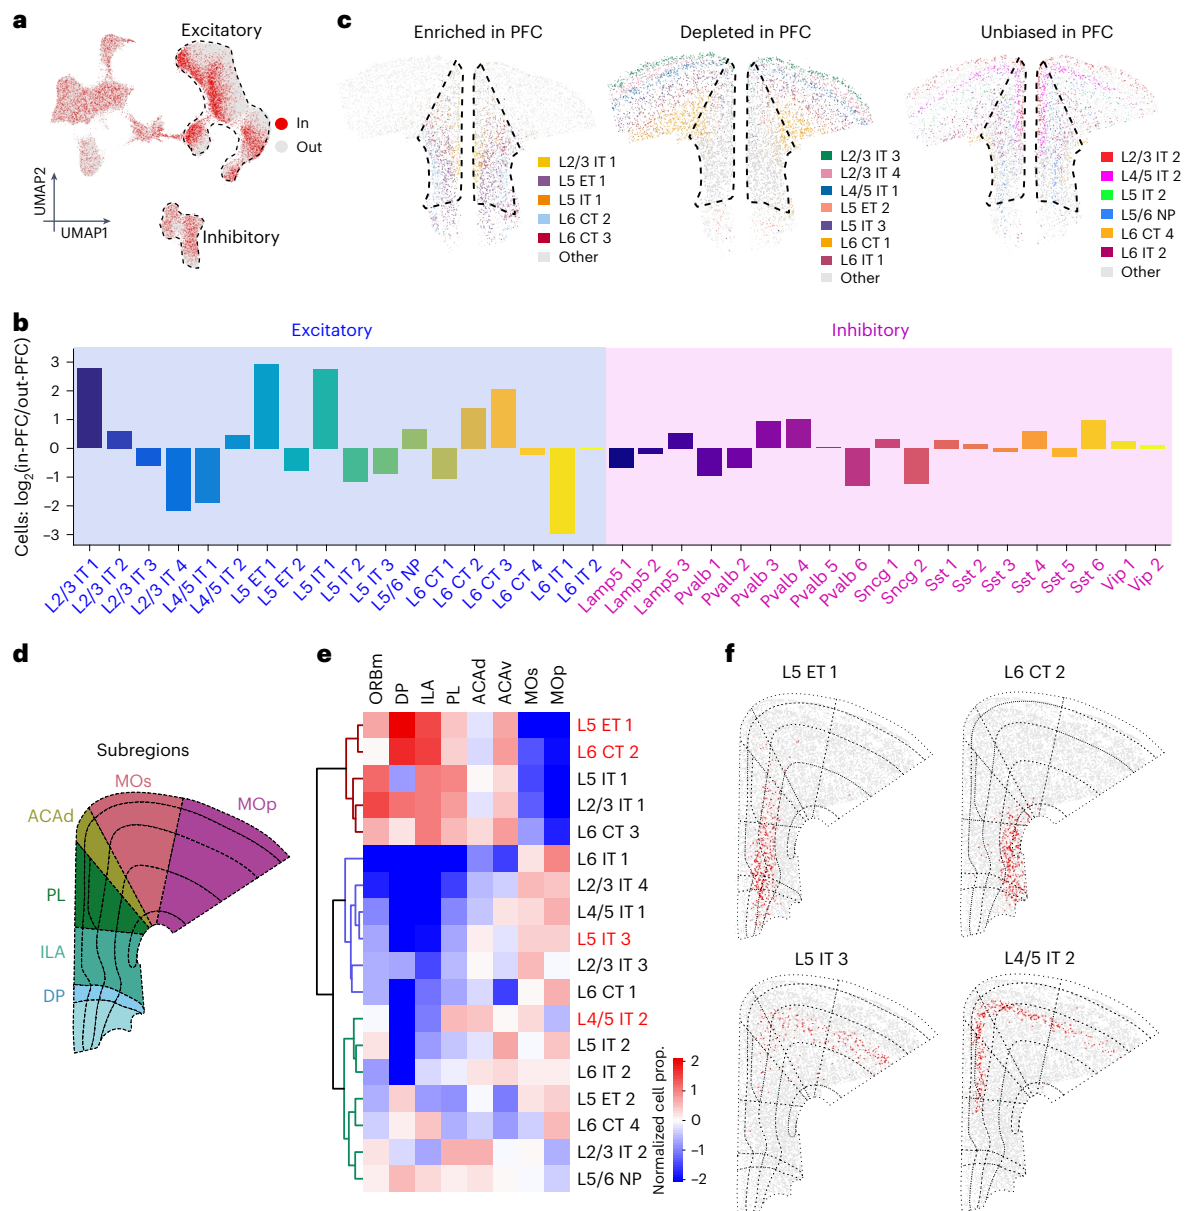 a
Excitatory
In
Out
UMAP2
UMAP1
Inhibitory
c
Enriched in PFC
L2/3 IT 1
L5 ET 1
L5 IT 1
L6 CT 2
L6 CT 3
Other
Depleted in PFC
L2/3 IT 3
L2/3 IT 4
L4/5 IT 1
L5 ET 2
L5 IT 3
L6 CT 1
L6 IT 1
Other
Unbiased in PFC
L2/3 IT 2
L4/5 IT 2
L5 IT 2
L5/6 NP
L6 CT 4
L6 IT 2
Other
b
Excitatory
Inhibitory
Cells: log2(in-PFC/out-PFC)
3
2
1
0
−1
−2
−3
L2/3 IT 1
L2/3 IT 2
L2/3 IT 3
L2/3 IT 4
L4/5 IT 1
L4/5 IT 2
L5 ET 1
L5 ET 2
L5 IT 1
L5 IT 2
L5 IT 3
L5/6 NP
L6 CT 1
L6 CT 2
L6 CT 3
L6 CT 4
L6 IT 1
L6 IT 2
Lamp5 1
Lamp5 2
Lamp5 3
Pvalb 1
Pvalb 2
Pvalb 3
Pvalb 4
Pvalb 5
Pvalb 6
Sncg 1
Sncg 2
Sst 1
Sst 2
Sst 3
Sst 4
Sst 5
Sst 6
Vip 1
Vip 2
d
Subregions
MOs
MOp
ACAd
PL
ILA
DP
e
ORBm
DP
ILA
PL
ACAd
ACAv
MOs
MOp
L5 ET 1
L6 CT 2
L5 IT 1
L2/3 IT 1
L6 CT 3
L6 IT 1
L2/3 IT 4
L4/5 IT 1
L5 IT 3
L2/3 IT 3
L6 CT 1
L4/5 IT 2
L5 IT 2
L6 IT 2
L5 ET 2
L6 CT 4
L2/3 IT 2
L5/6 NP
Normalized cell prop.
2
1
0
−1
−2
f
L5 ET 1
L6 CT 2
L5 IT 3
L4/5 IT 2